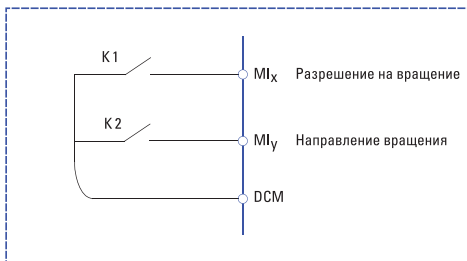 K1
MIx Разрешение на вращение
K2
MIy Направление вращения
DCM